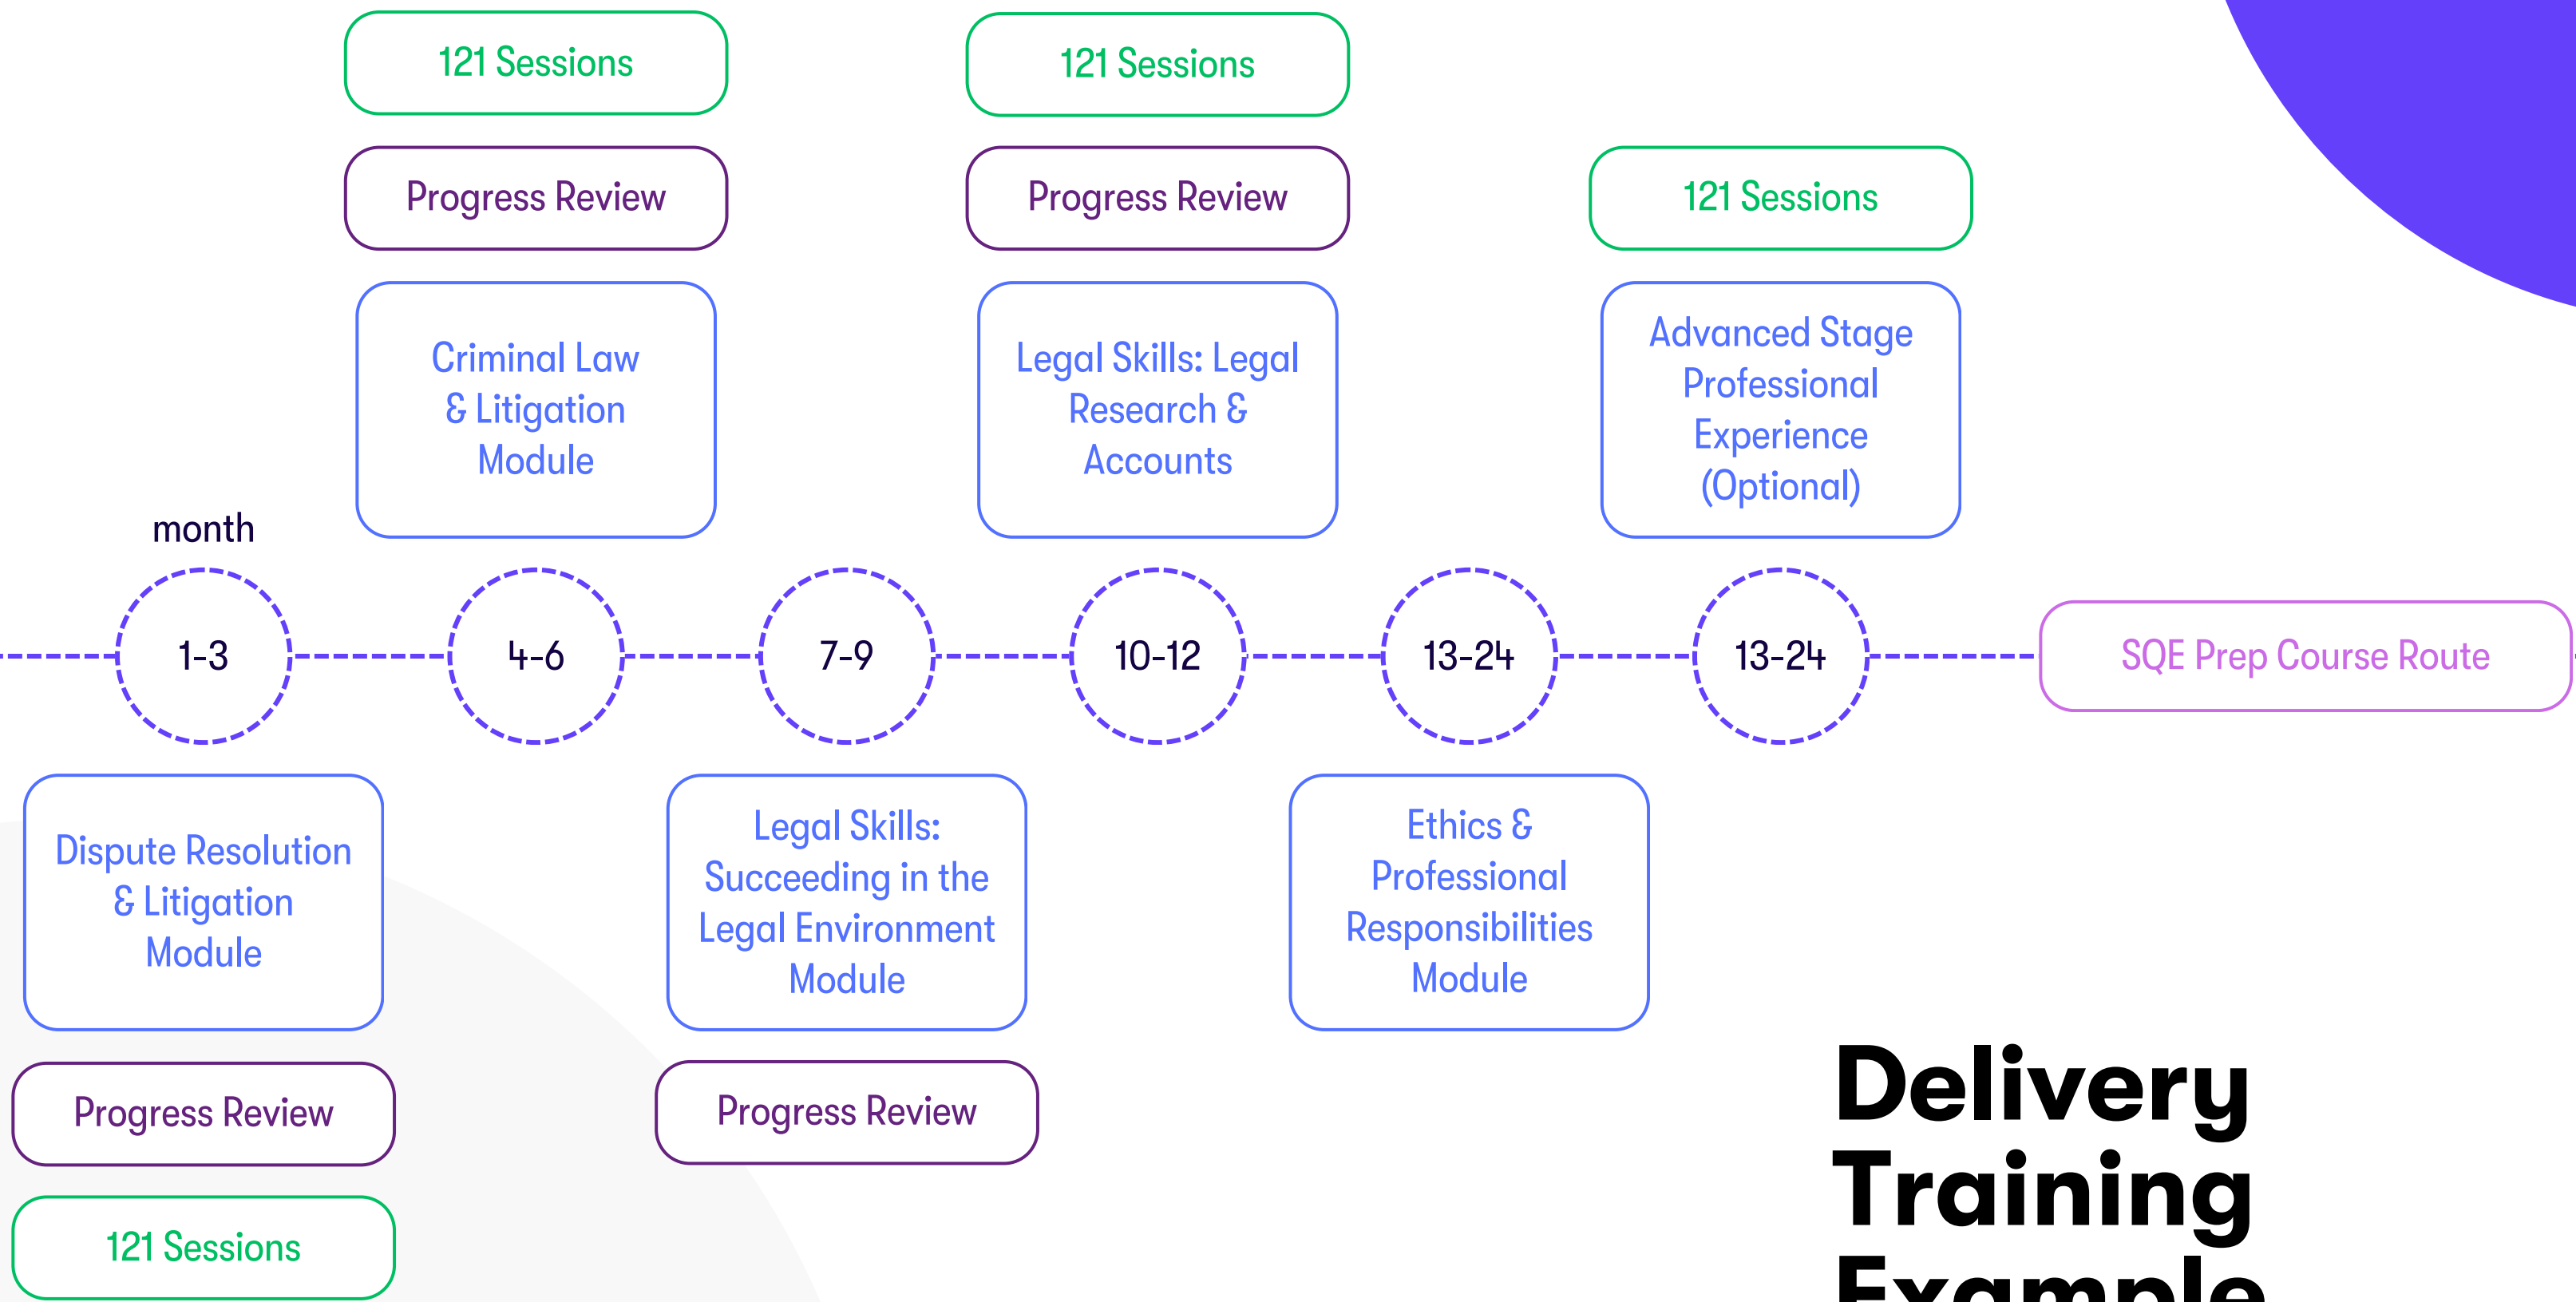 121 Sessions
121 Sessions
Progress Review
Progress Review
121 Sessions
Criminal Law
& Litigation
Module
Legal Skills: Legal
Research &
Accounts
Advanced Stage
Professional
Experience
(Optional)
month
1-3
4-6
7-9
10-12
13-24
13-24
SQE Prep Course Route
Dispute Resolution
& Litigation
Module
Legal Skills:
Succeeding in the
Legal Environment
Module
Ethics &
Professional
Responsibilities
Module
Progress Review
Progress Review
121 Sessions
Delivery
Training
Example